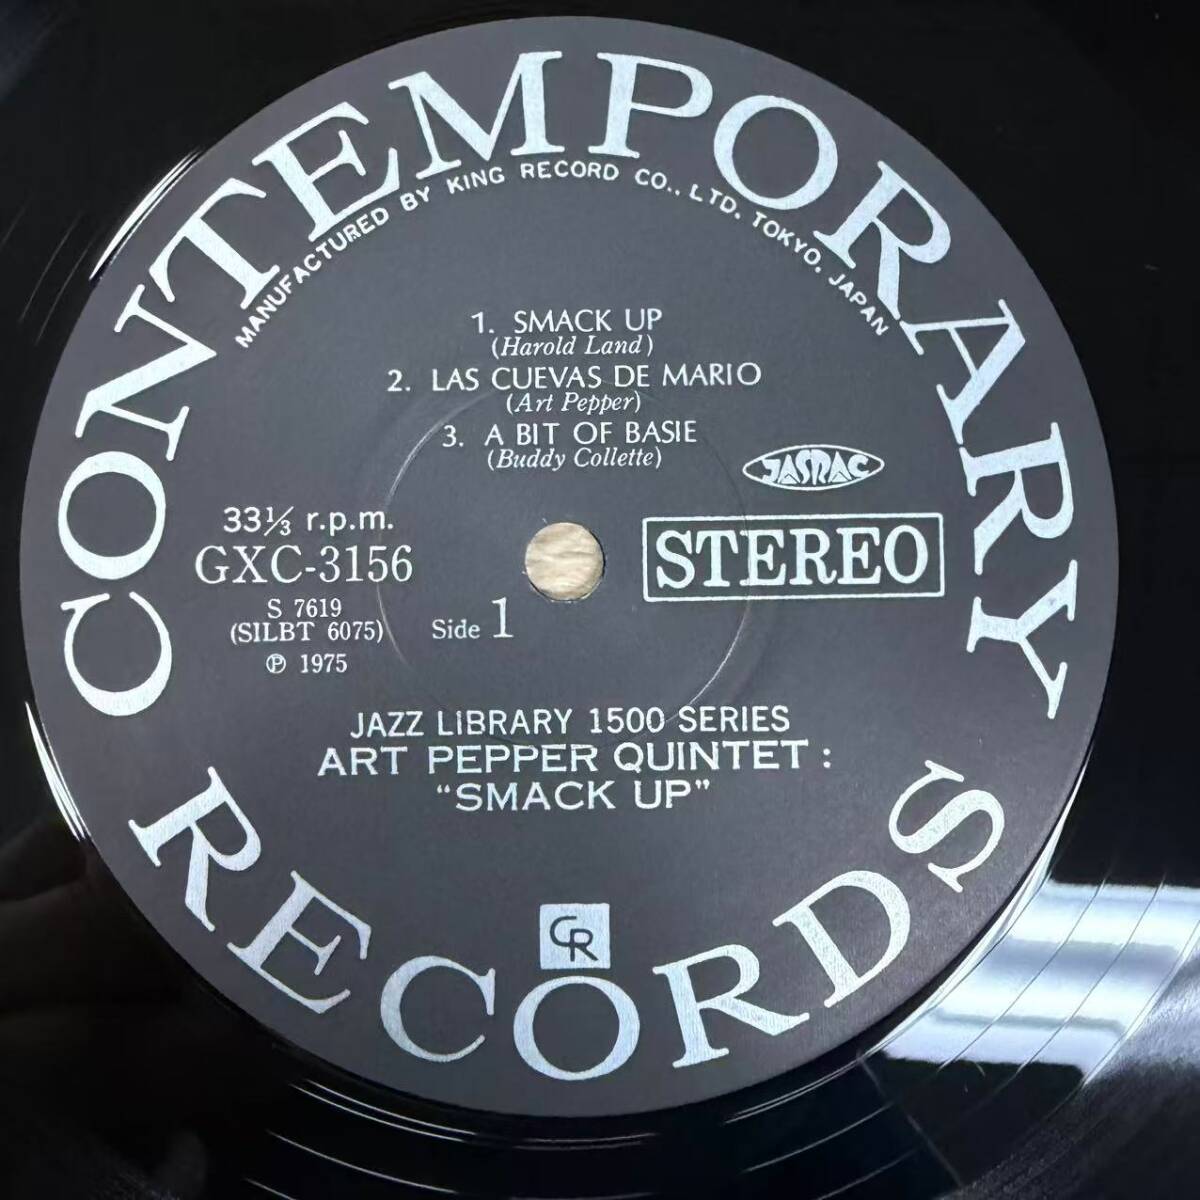 CONTEMPORARY
MANUFACTURED BY KING RECORD CO., LTD. TOKYO. JAPAN
1. SMACK UP
(Harold Land)
2. LAS CUEVAS DE MARIO
(Art Pepper)
3. A BIT OF BASIE
(Buddy Collette)
JASRAC
33⅓ r.p.m.
GXC-3156
STEREO
S 7619
(SILBT 6075)
Side 1
℗ 1975
JAZZ LIBRARY 1500 SERIES
ART PEPPER QUINTET :
“SMACK UP”
CR
RECORDS